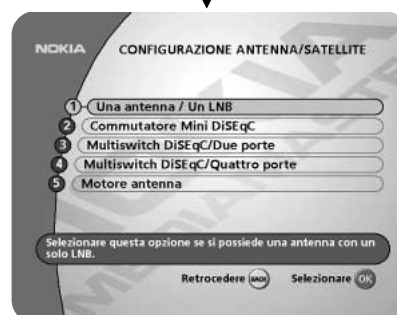 NOKIA
CONFIGURAZIONE ANTENNA/SATELLITE
1 Una antenna / Un LNB
2 Commutatore Mini DiSEqC
3 Multiswitch DiSEqC/Due porte
4 Multiswitch DiSEqC/Quattro porte
5 Motore antenna
Selezionare questa opzione se si possiede una antenna con un
solo LNB.
Retrocedere BACK Selezionare OK